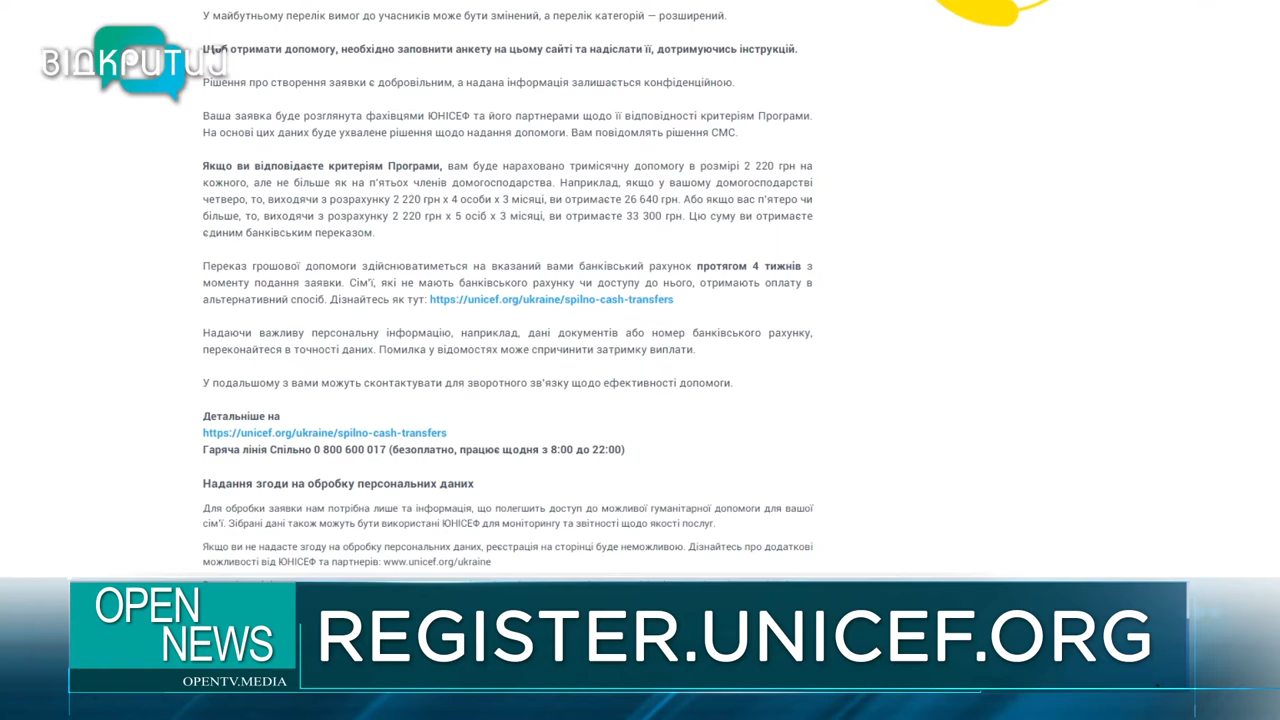 У майбутньому перелік вимог до учасників може бути змінений, а перелік категорій — розширений.
ВІДКРИТИЙ
Щоб отримати допомогу, необхідно заповнити анкету на цьому сайті та надіслати її, дотримуючись інструкцій.
Рішення про створення заявки є добровільним, а надана інформація залишається конфіденційною.
Ваша заявка буде розглянута фахівцями ЮНІСЕФ та його партнерами щодо її відповідності критеріям Програми.
На основі цих даних буде ухвалене рішення щодо надання допомоги. Вам повідомлять рішення СМС.
Якщо ви відповідаєте критеріям Програми, вам буде нараховано тримісячну допомогу в розмірі 2 220 грн на
кожного, але не більше як на п'ятьох членів домогосподарства. Наприклад, якщо у вашому домогосподарстві
четверо, то, виходячи з розрахунку 2 220 грн х 4 особи х 3 місяці, ви отримаєте 26 640 грн. Або якщо вас п'ятеро чи
більше, то, виходячи з розрахунку 2 220 грн х 5 осіб х 3 місяці, ви отримаєте 33 300 грн. Цю суму ви отримаєте
єдиним банківським переказом.
Переказ грошової допомоги здійснюватиметься на вказаний вами банківський рахунок протягом 4 тижнів з
моменту подання заявки. Сім'ї, які не мають банківського рахунку чи доступу до нього, отримають оплату в
альтернативний спосіб. Дізнайтесь як тут: https://unicef.org/ukraine/spilno-cash-transfers
Надаючи важливу персональну інформацію, наприклад, дані документів або номер банківського рахунку,
переконайтеся в точності даних. Помилка у відомостях може спричинити затримку виплати.
У подальшому з вами можуть сконтактувати для зворотного зв'язку щодо ефективності допомоги.
Детальніше на
https://unicef.org/ukraine/spilno-cash-transfers
Гаряча лінія Спільно 0 800 600 017 (безоплатно, працює щодня з 8:00 до 22:00)
Надання згоди на обробку персональних даних
Для обробки заявки нам потрібна лише та інформація, що полегшить доступ до можливої гуманітарної допомоги для вашої
сім'ї. Зібрані дані також можуть бути використані ЮНІСЕФ для моніторингу та звітності щодо якості послуг.
Якщо ви не надасте згоду на обробку персональних даних, реєстрація на сторінці буде неможливою. Дізнайтесь про додаткові
можливості від ЮНІСЕФ та партнерів: www.unicef.org/ukraine
OPEN
NEWS
OPENTV.MEDIA
REGISTER.UNICEF.ORG